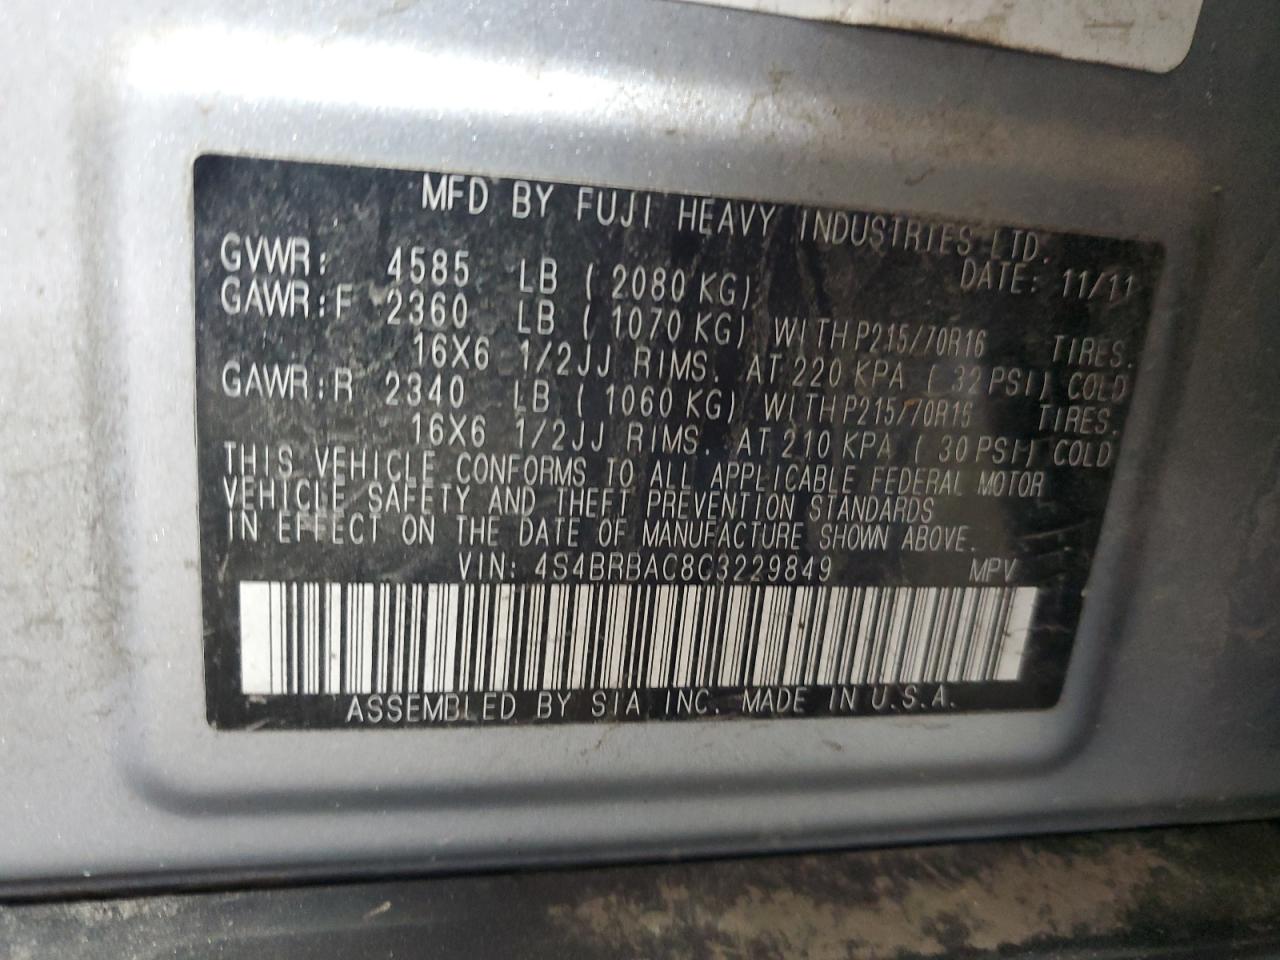 MFD BY FUJI HEAVY INDUSTRIES LTD.
GVWR: 4585 LB ( 2080 KG) DATE: 11/11
GAWR:F 2360 LB ( 1070 KG) WITH P215/70R16 TIRES.
16X6 1/2JJ RIMS. AT 220 KPA ( 32 PSI) COLD
GAWR:R 2340 LB ( 1060 KG) WITH P215/70R16 TIRES.
16X6 1/2JJ RIMS. AT 210 KPA ( 30 PSI) COLD
THIS VEHICLE CONFORMS TO ALL APPLICABLE FEDERAL MOTOR
VEHICLE SAFETY AND THEFT PREVENTION STANDARDS
IN EFFECT ON THE DATE OF MANUFACTURE SHOWN ABOVE.
VIN: 4S4BRBAC8C3229849 MPV
ASSEMBLED BY SIA INC. MADE IN U.S.A.